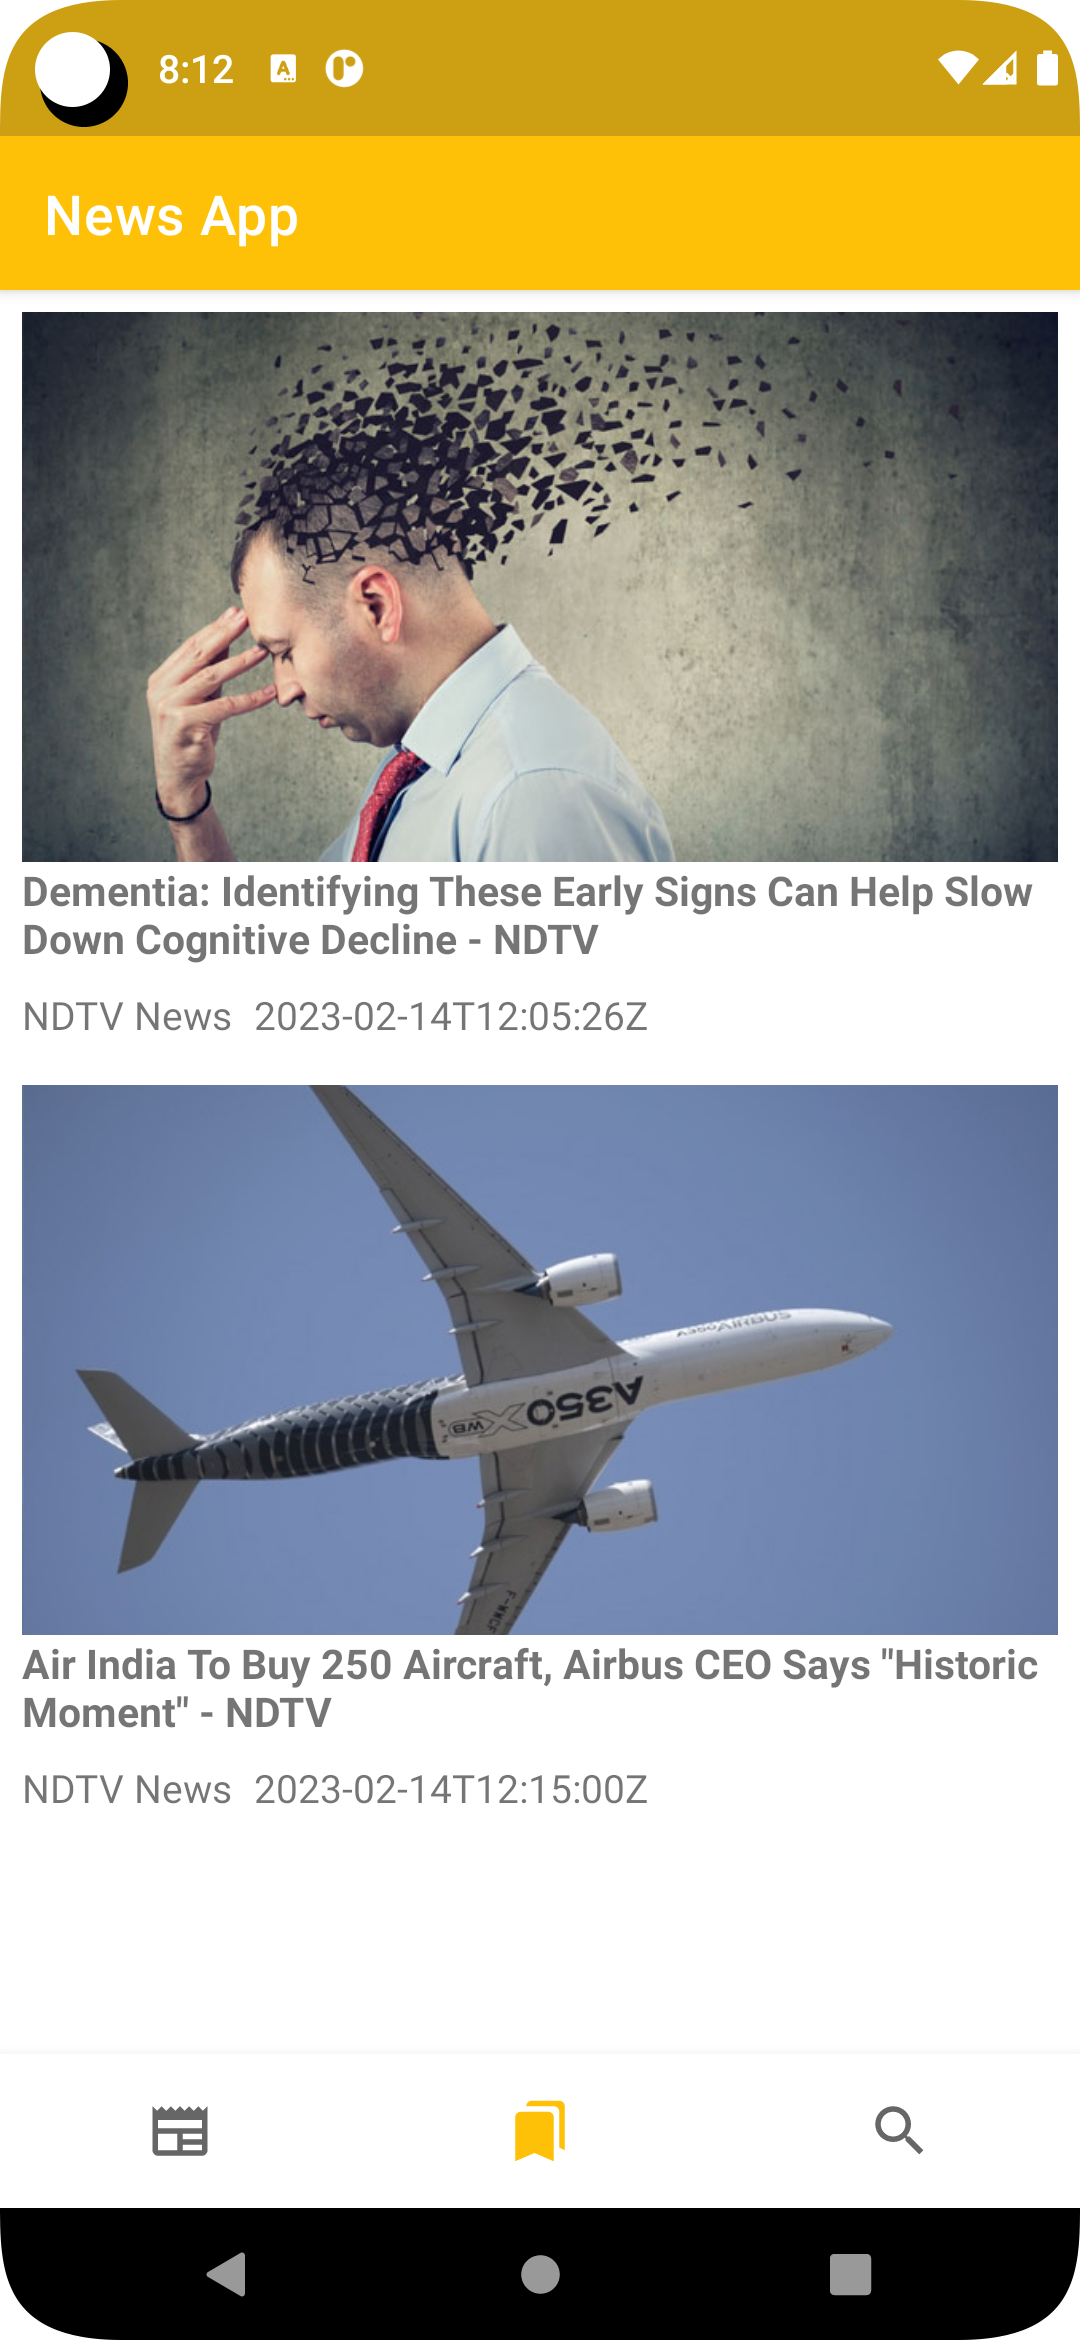 8:12
News App
Dementia: Identifying These Early Signs Can Help Slow
Down Cognitive Decline - NDTV
NDTV News 2023-02-14T12:05:26Z
A350 AIRBUS
A350 XWB
F-WWCF
Air India To Buy 250 Aircraft, Airbus CEO Says "Historic
Moment" - NDTV
NDTV News 2023-02-14T12:15:00Z